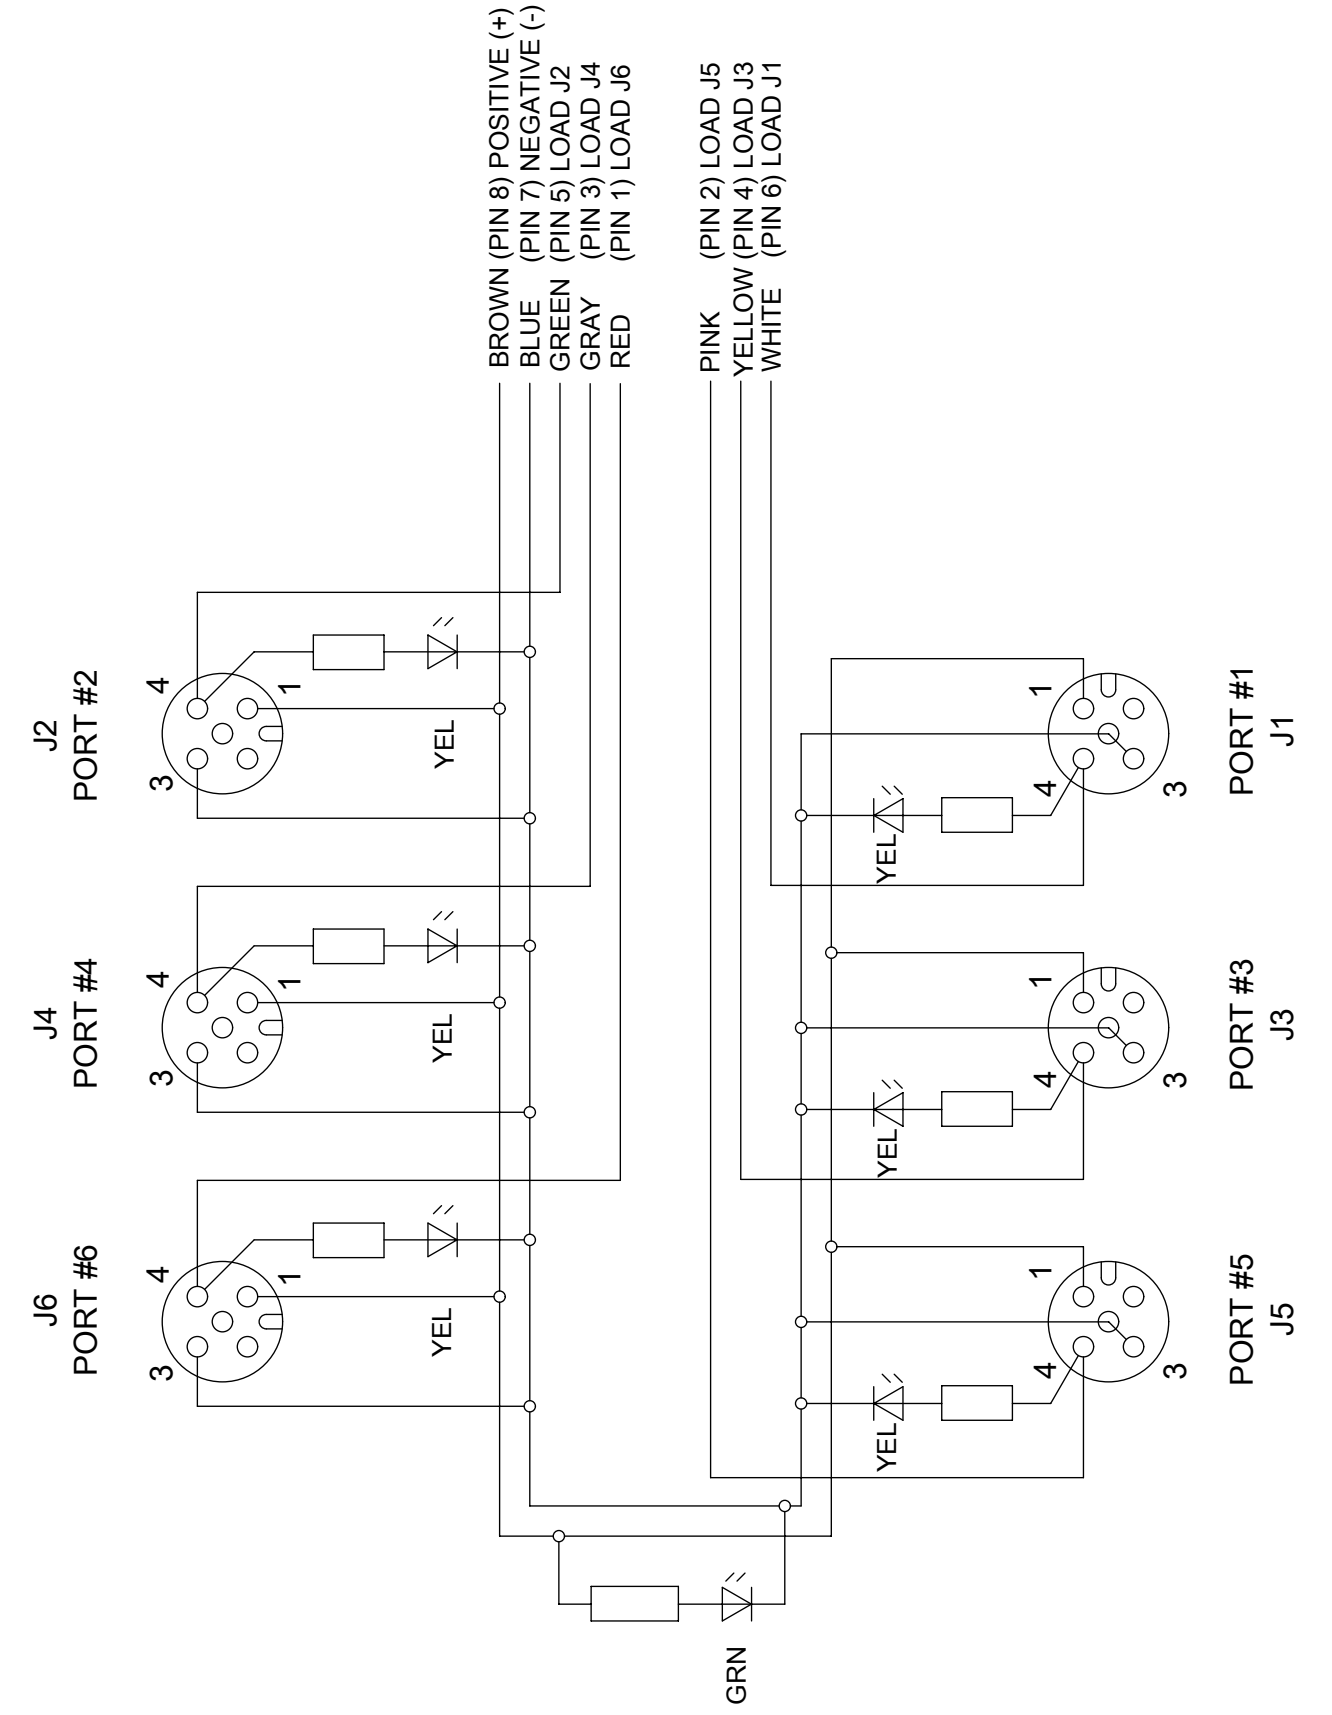 BROWN (PIN 8) POSITIVE (+)
BLUE (PIN 7) NEGATIVE (-)
GREEN (PIN 5) LOAD J2
GRAY (PIN 3) LOAD J4
RED (PIN 1) LOAD J6
PINK (PIN 2) LOAD J5
YELLOW (PIN 4) LOAD J3
WHITE (PIN 6) LOAD J1
J2
PORT #2
4
1
3
YEL
J4
PORT #4
4
1
3
YEL
J6
PORT #6
4
1
3
YEL
1
4
3
YEL
PORT #1
J1
1
4
3
YEL
PORT #3
J3
1
4
3
YEL
PORT #5
J5
GRN